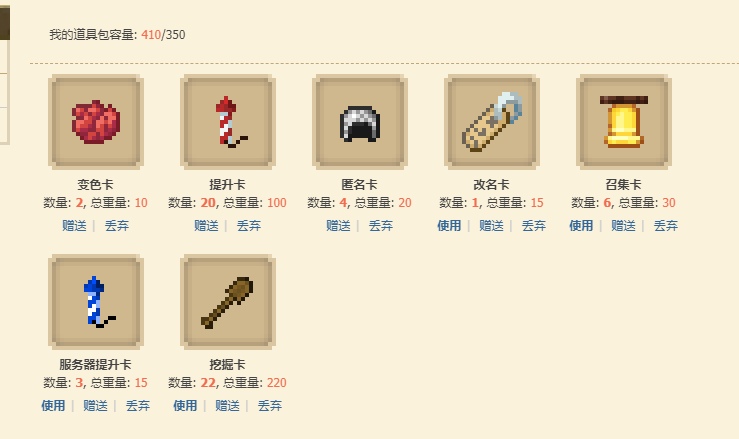 我的道具包容量: 410/350
变色卡 提升卡 匿名卡 改名卡 召集卡
数量: 2, 总重量: 10 数量: 20, 总重量: 100 数量: 4, 总重量: 20 数量: 1, 总重量: 15 数量: 6, 总重量: 30
赠送 | 丢弃 赠送 | 丢弃 赠送 | 丢弃 使用 | 赠送 | 丢弃 使用 | 赠送 | 丢弃
服务器提升卡 挖掘卡
数量: 3, 总重量: 15 数量: 22, 总重量: 220
使用 | 赠送 | 丢弃 使用 | 赠送 | 丢弃